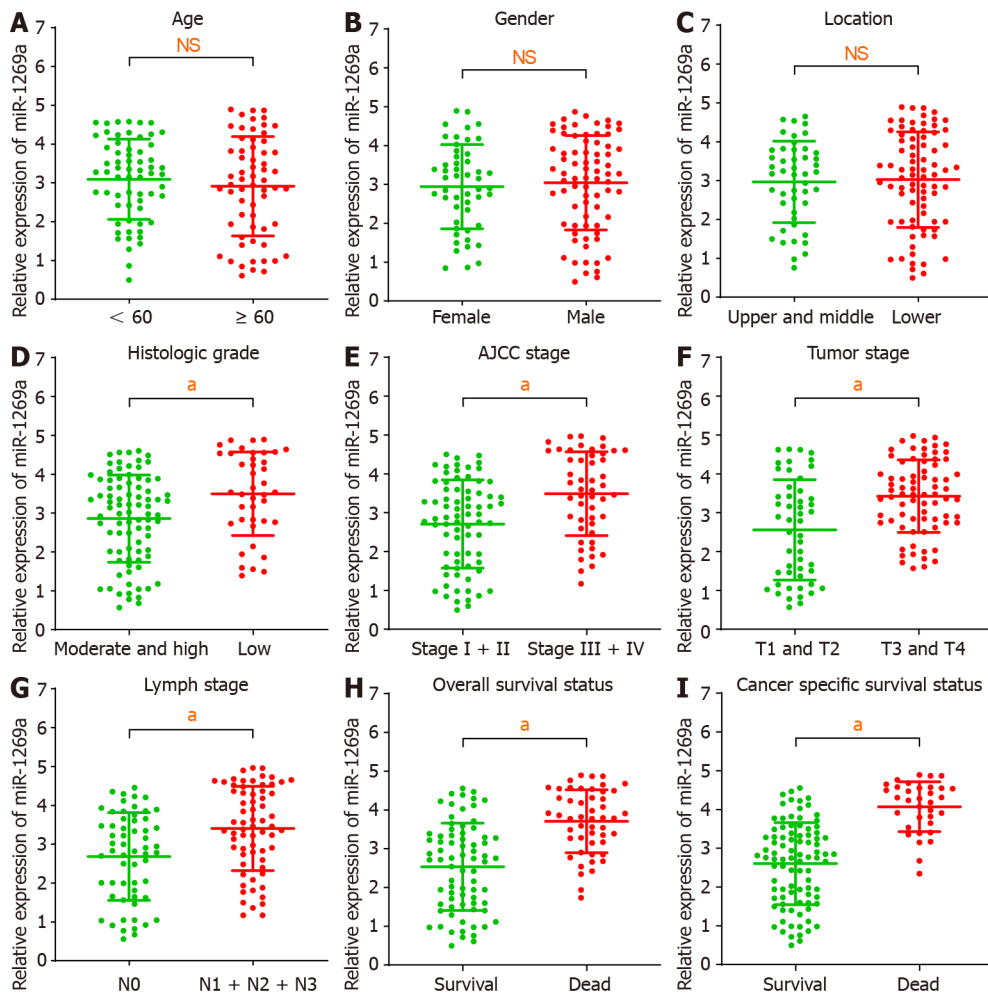 A
Age
Relative expression of miR-1269a
7
6
5
4
3
2
1
0
NS
< 60
≥ 60
B
Gender
Relative expression of miR-1269a
7
6
5
4
3
2
1
0
NS
Female
Male
C
Location
Relative expression of miR-1269a
7
6
5
4
3
2
1
0
NS
Upper and middle
Lower
D
Histologic grade
Relative expression of miR-1269a
7
6
5
4
3
2
1
0
a
Moderate and high
Low
E
AJCC stage
Relative expression of miR-1269a
7
6
5
4
3
2
1
0
a
Stage I + II
Stage III + IV
F
Tumor stage
Relative expression of miR-1269a
7
6
5
4
3
2
1
0
a
T1 and T2
T3 and T4
G
Lymph stage
Relative expression of miR-1269a
7
6
5
4
3
2
1
0
a
N0
N1 + N2 + N3
H
Overall survival status
Relative expression of miR-1269a
7
6
5
4
3
2
1
0
a
Survival
Dead
I
Cancer specific survival status
Relative expression of miR-1269a
7
6
5
4
3
2
1
0
a
Survival
Dead